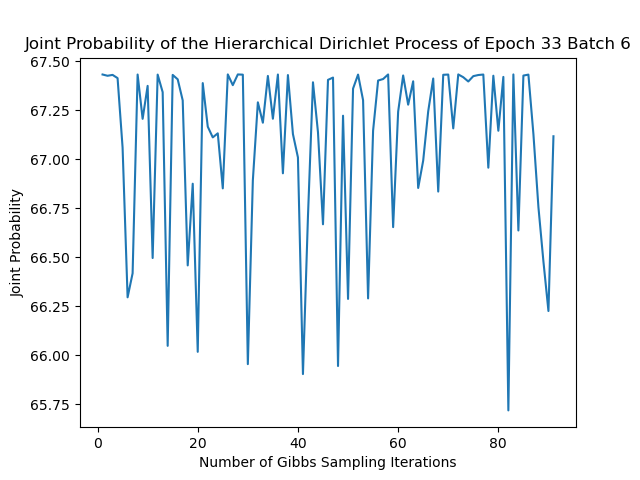 Joint Probability of the Hierarchical Dirichlet Process of Epoch 33 Batch 6
67.50
67.25
67.00
66.75
66.50
66.25
66.00
65.75
Joint Probability
0 20 40 60 80
Number of Gibbs Sampling Iterations